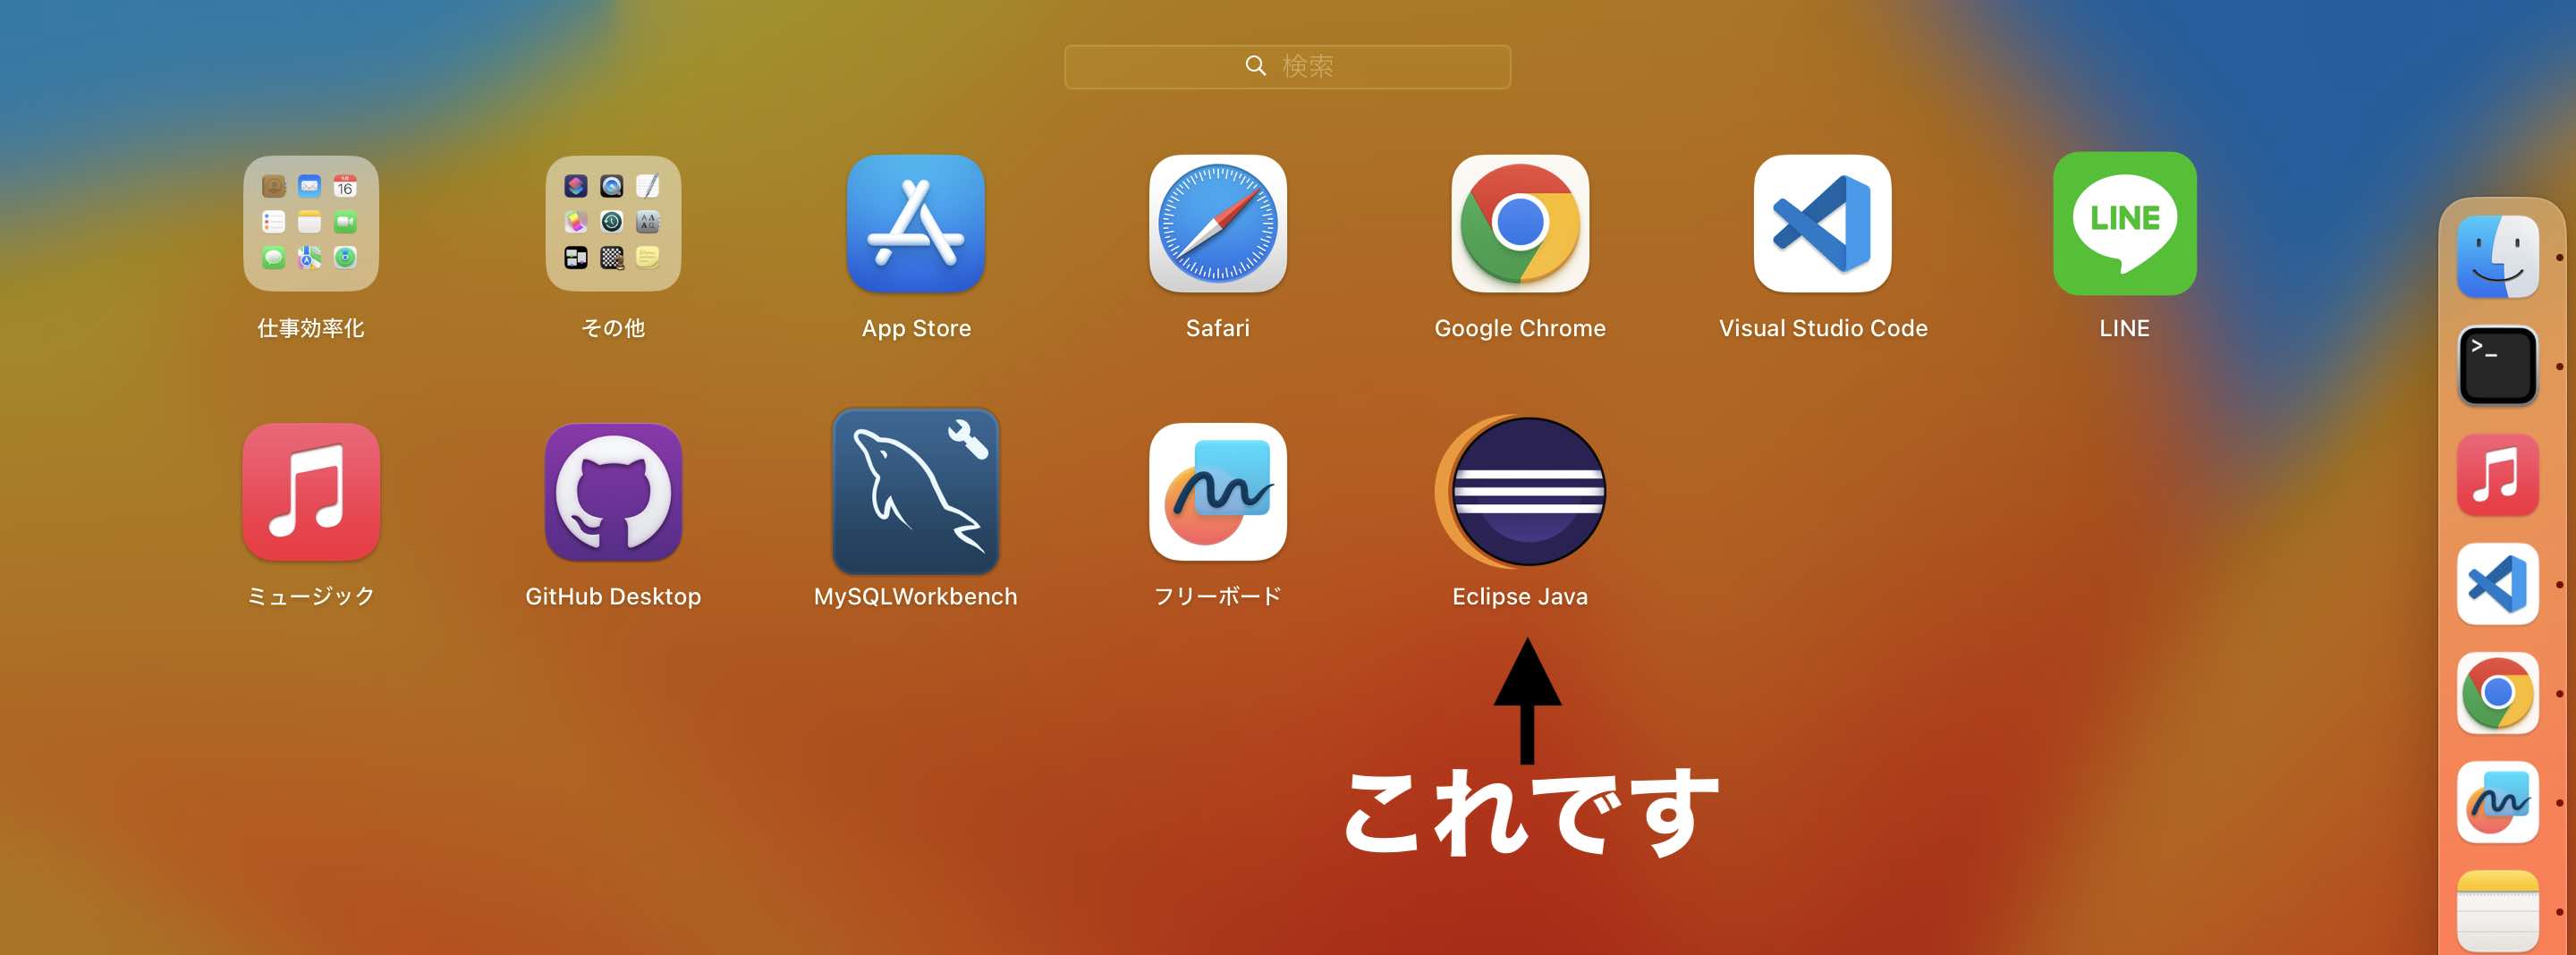 検索
16
仕事効率化
その他
App Store
Safari
Google Chrome
Visual Studio Code
LINE
LINE
ミュージック
GitHub Desktop
MySQLWorkbench
フリーボード
Eclipse Java
これです
>_